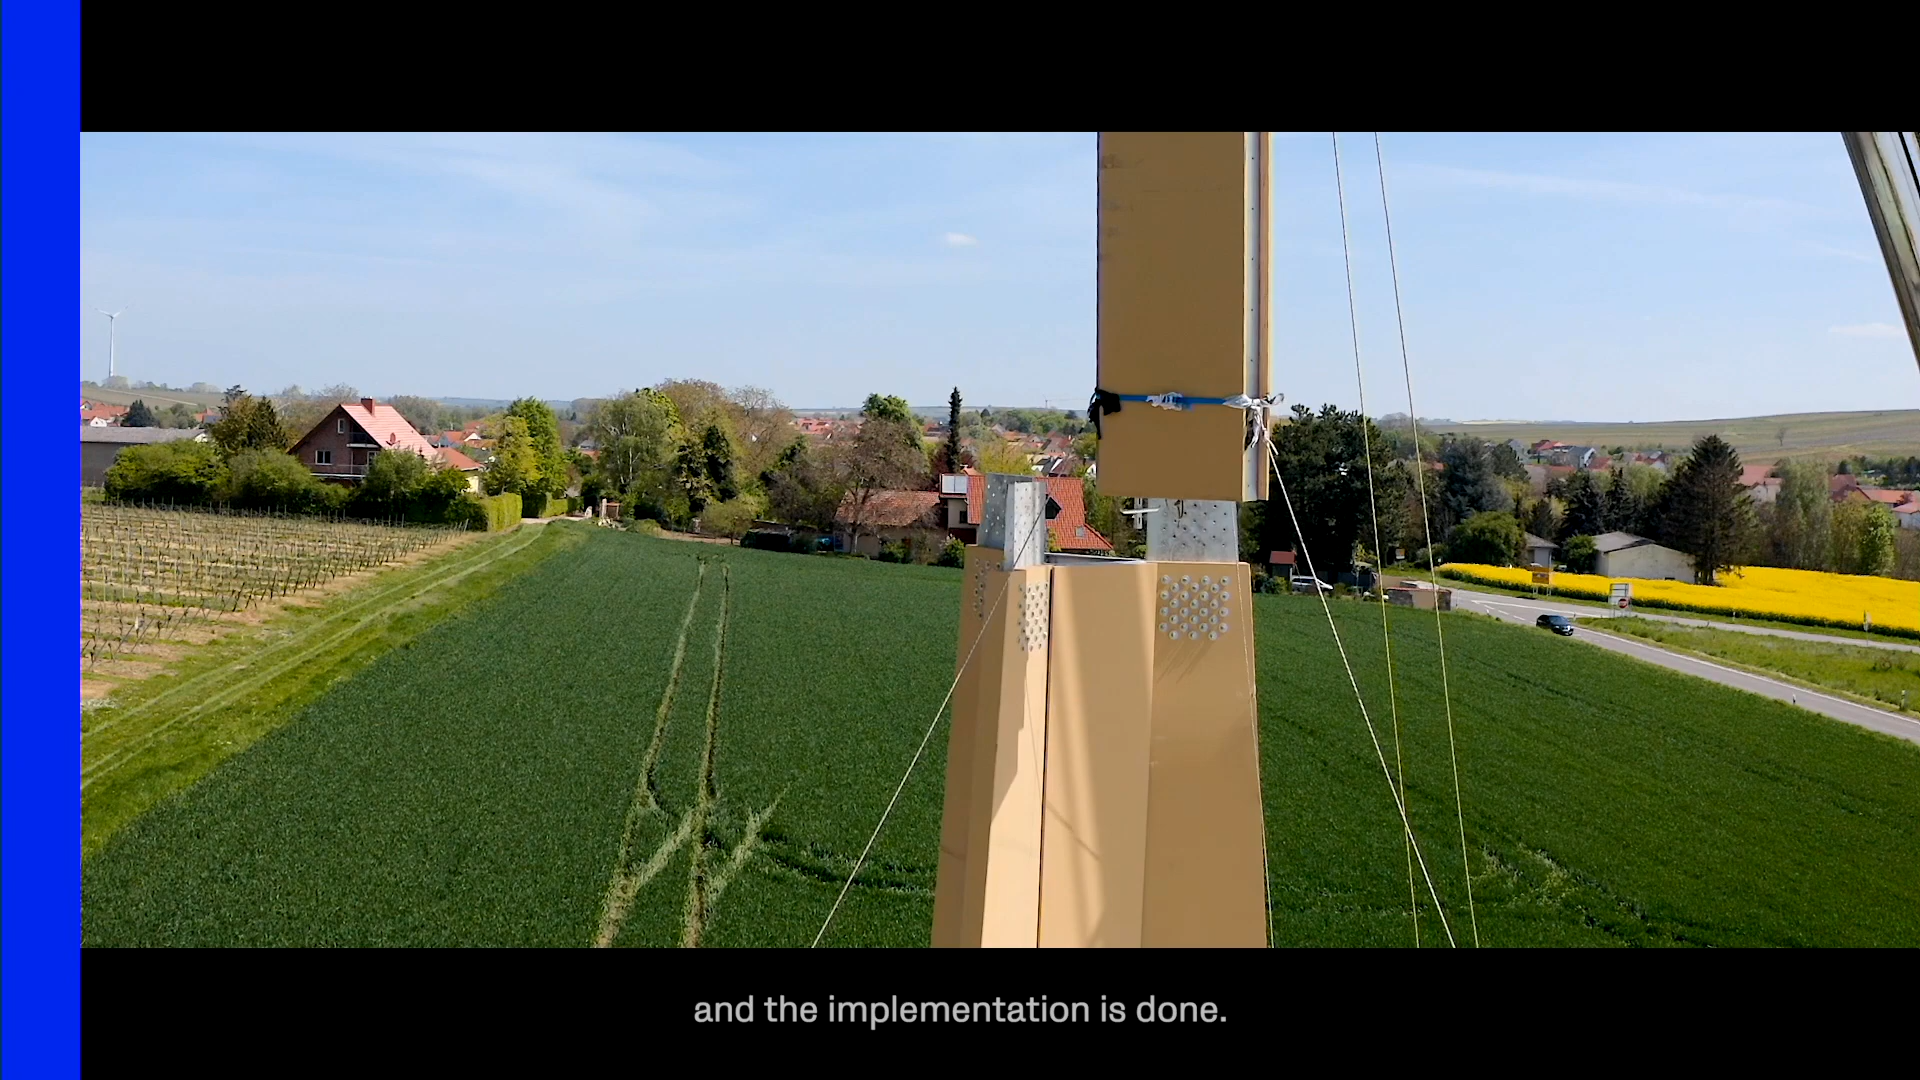 and the implementation is done.